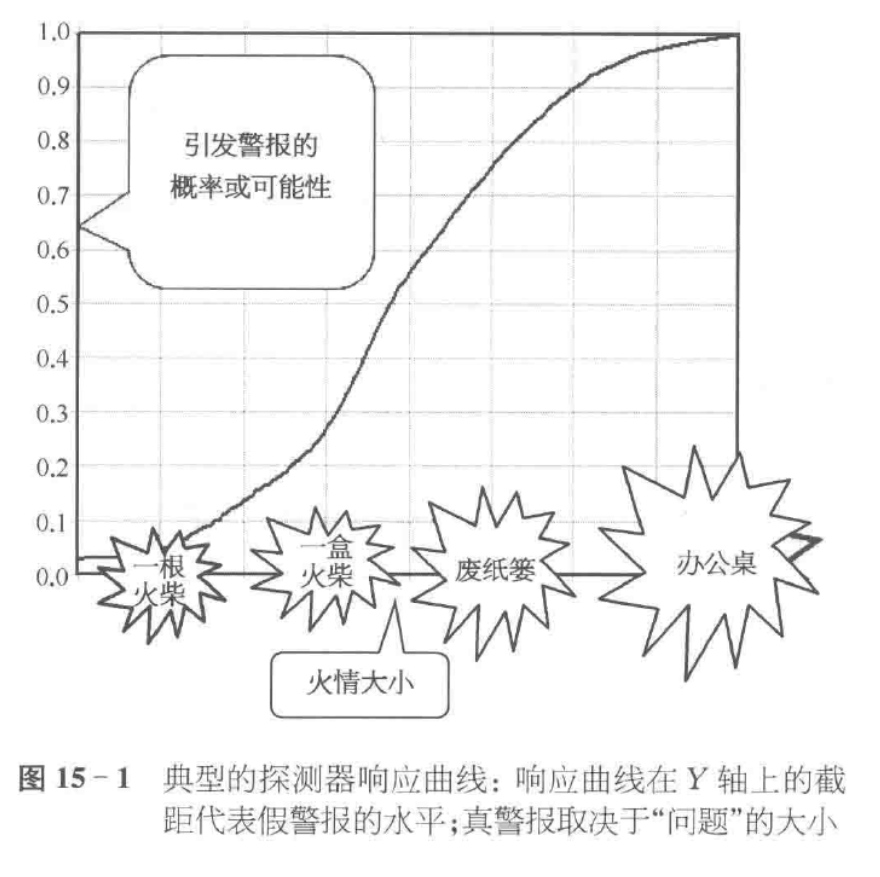 1.0
0.9
0.8
0.7
0.6
0.5
0.4
0.3
0.2
0.1
0.0
引发警报的
概率或可能性
一根
火柴
一盒
火柴
废纸篓
办公桌
火情大小
图 15-1 典型的探测器响应曲线：响应曲线在 Y 轴上的截
距代表假警报的水平；真警报取决于“问题”的大小